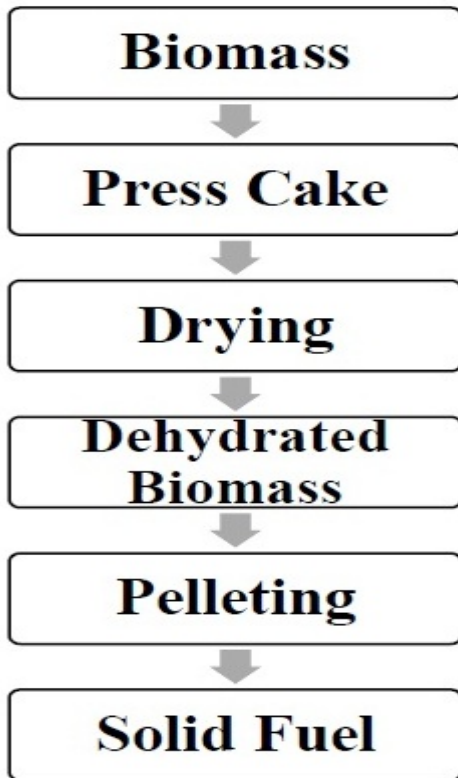 Biomass
Press Cake
Drying
Dehydrated
Biomass
Pelleting
Solid Fuel